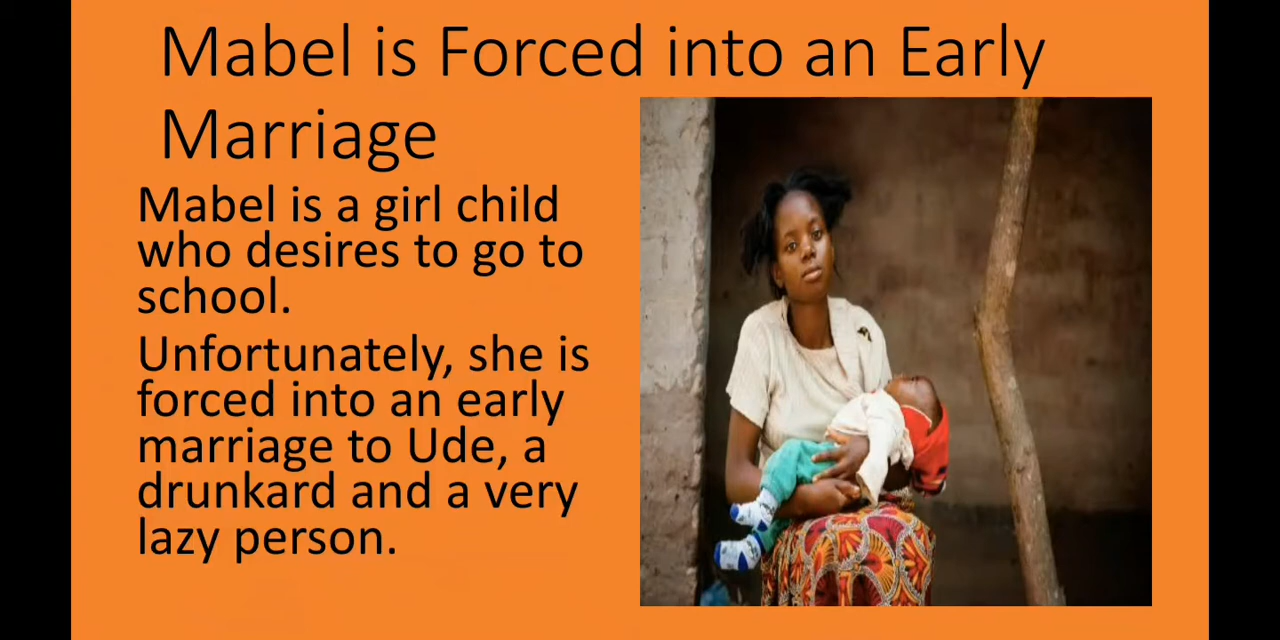 Mabel is Forced into an Early
Marriage
Mabel is a girl child
who desires to go to
school.
Unfortunately, she is
forced into an early
marriage to Ude, a
drunkard and a very
lazy person.